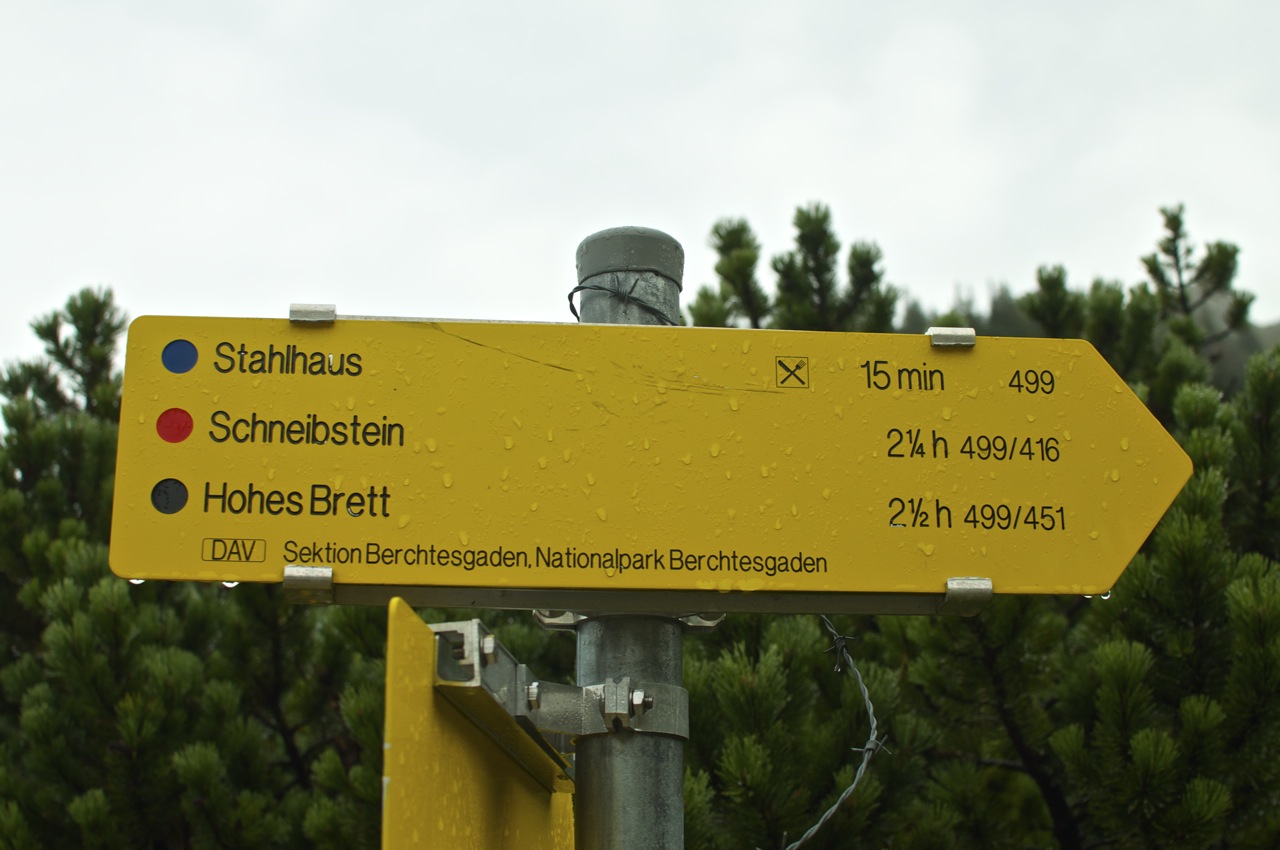 Stahlhaus 15 min 499
Schneibstein 2¼ h 499/416
Hohes Brett 2½ h 499/451
DAV Sektion Berchtesgaden, Nationalpark Berchtesgaden